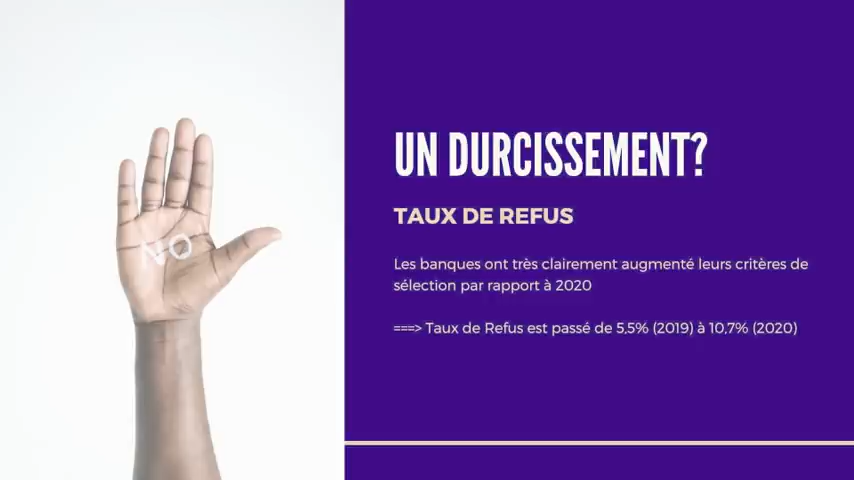 NO
UN DURCISSEMENT?
TAUX DE REFUS
Les banques ont très clairement augmenté leurs critères de
sélection par rapport à 2020
===> Taux de Refus est passé de 5,5% (2019) à 10,7% (2020)